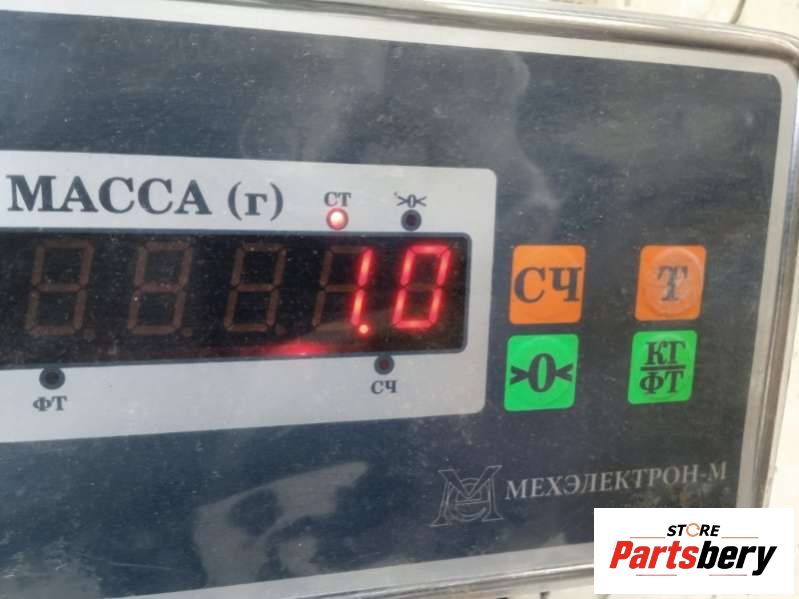 МАССА (г)
СТ
>0<
1.0
ФТ
СЧ
СЧ
Т
>0<
КГ
ФТ
МЕХЭЛЕКТРОН-М
STORE
Partsbery